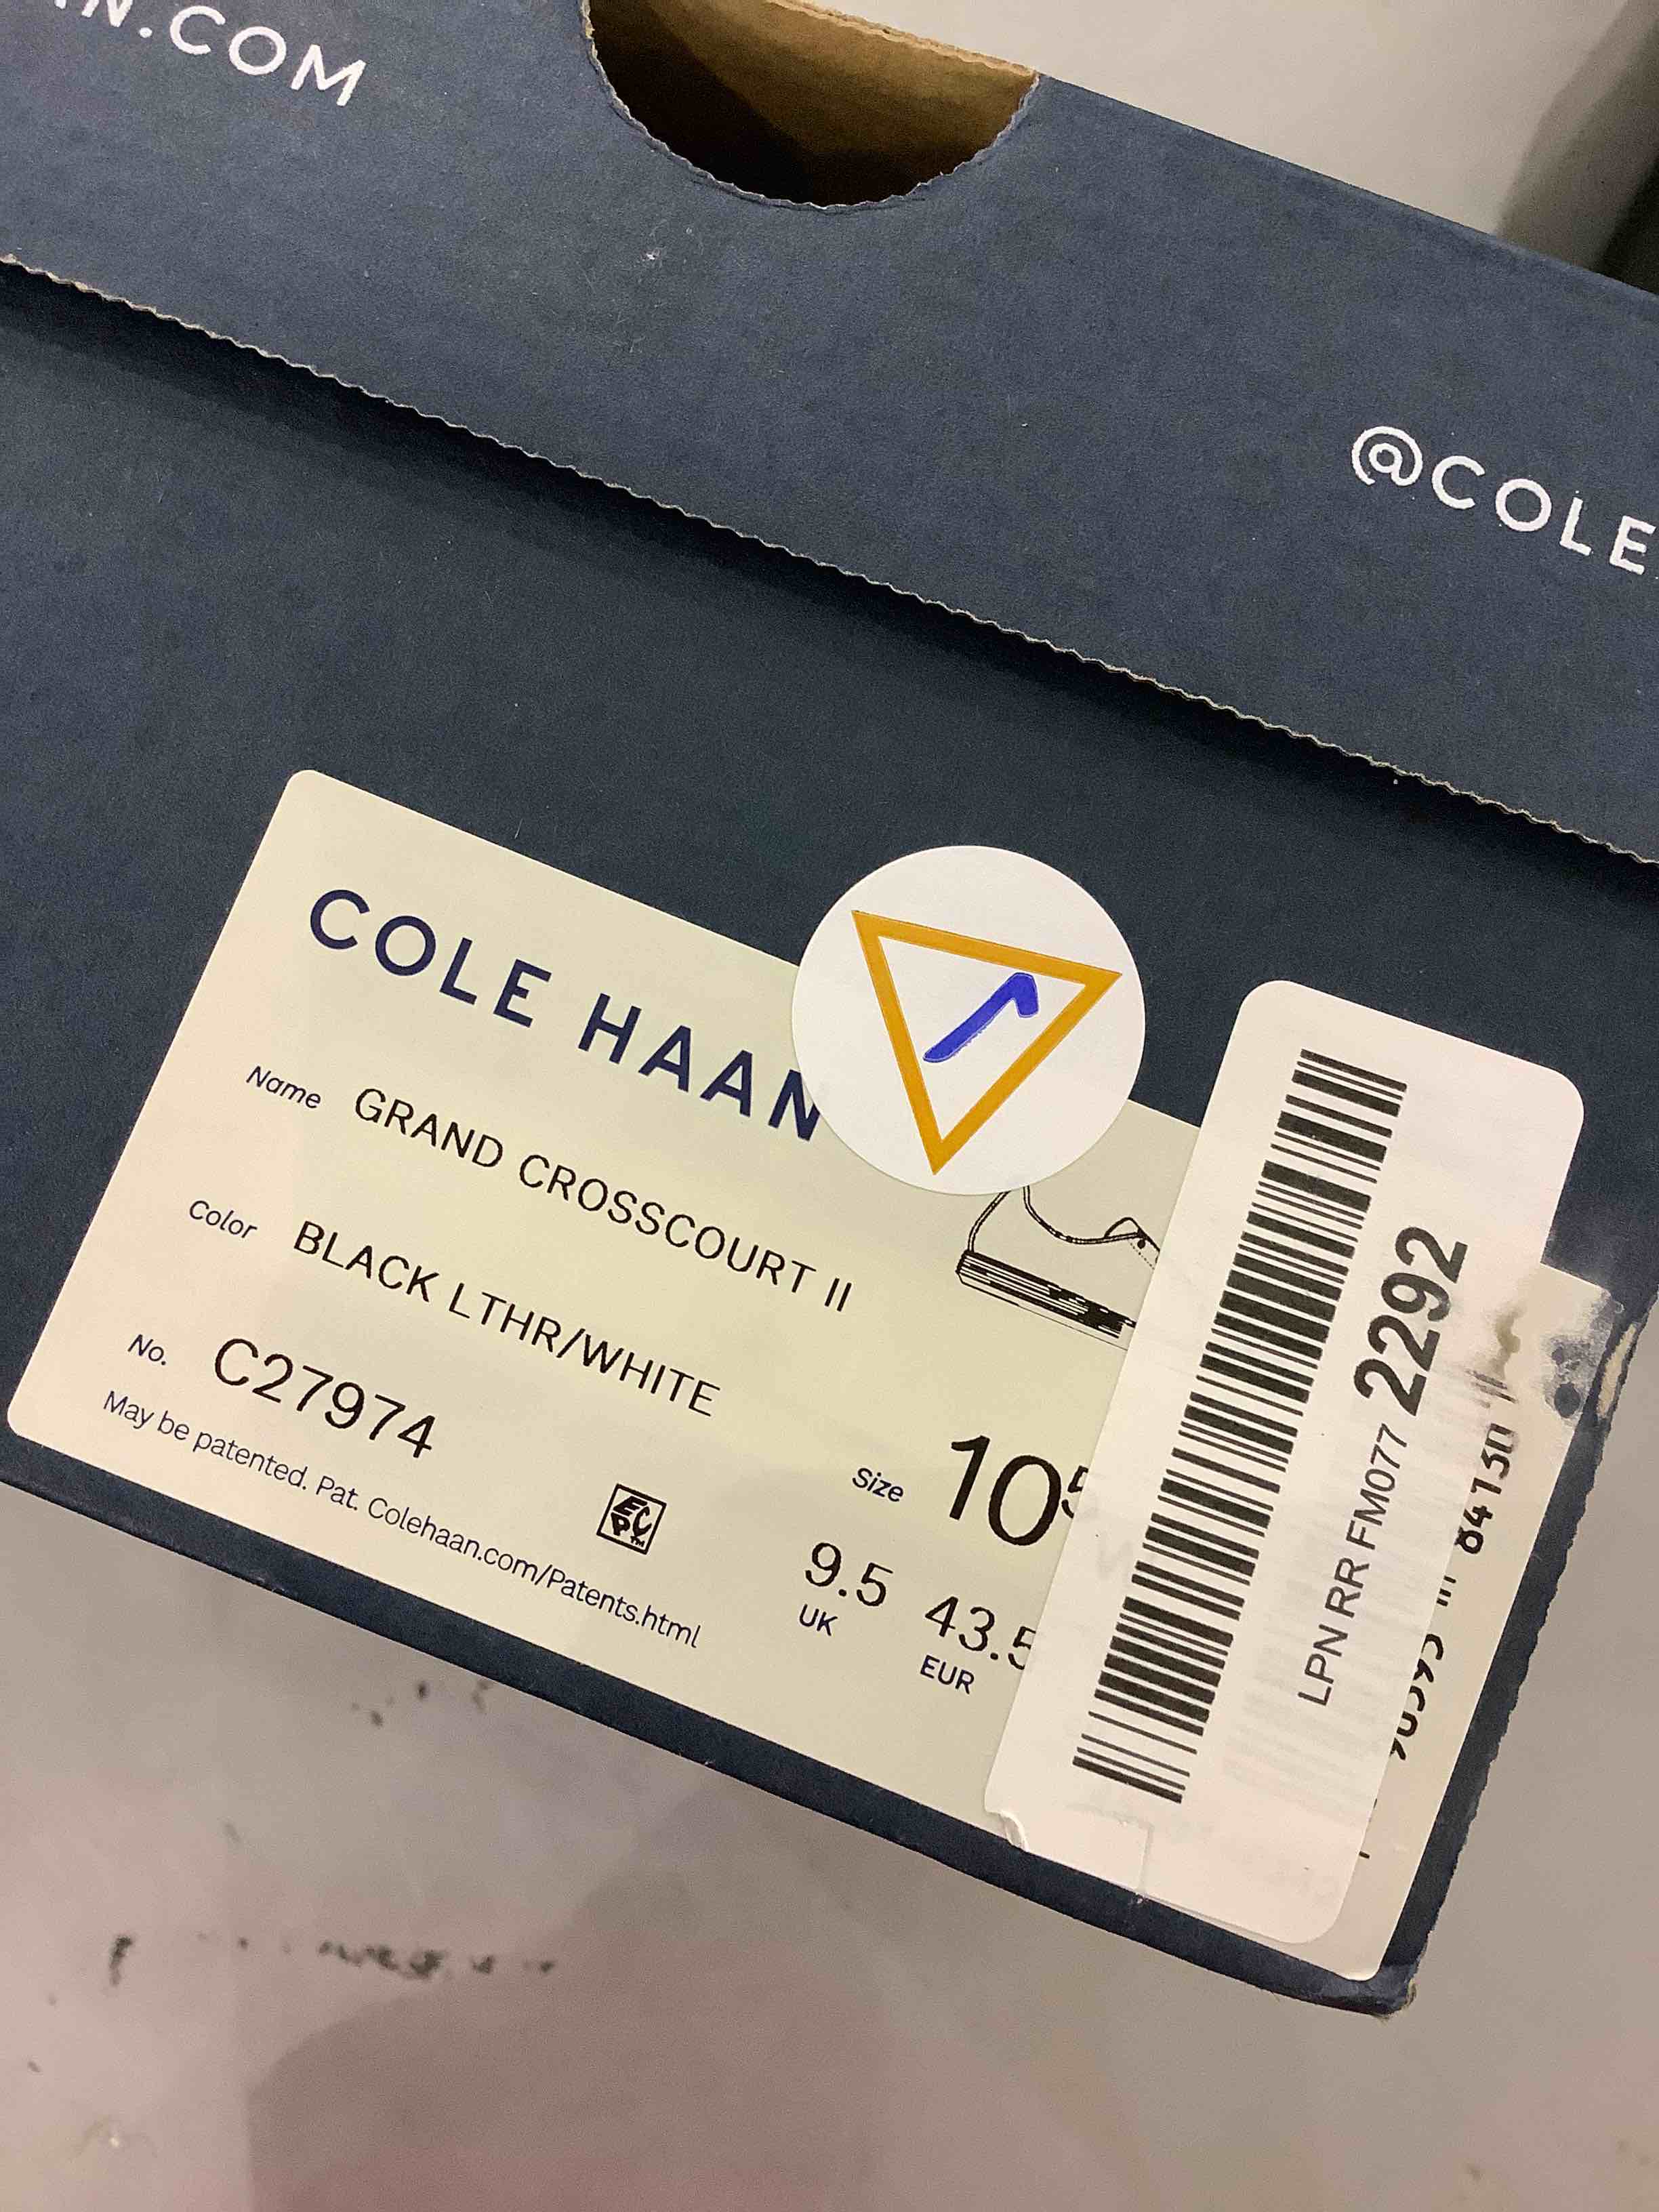 .COM
@COLE
COLE HAAN
Name GRAND CROSSCOURT II
Color BLACK LTHR/WHITE
No. C27974
May be patented. Pat. Colehaan.com/Patents.html
Size 10
9.5 43.5
UK EUR
LPN RR FM077 2292
84130